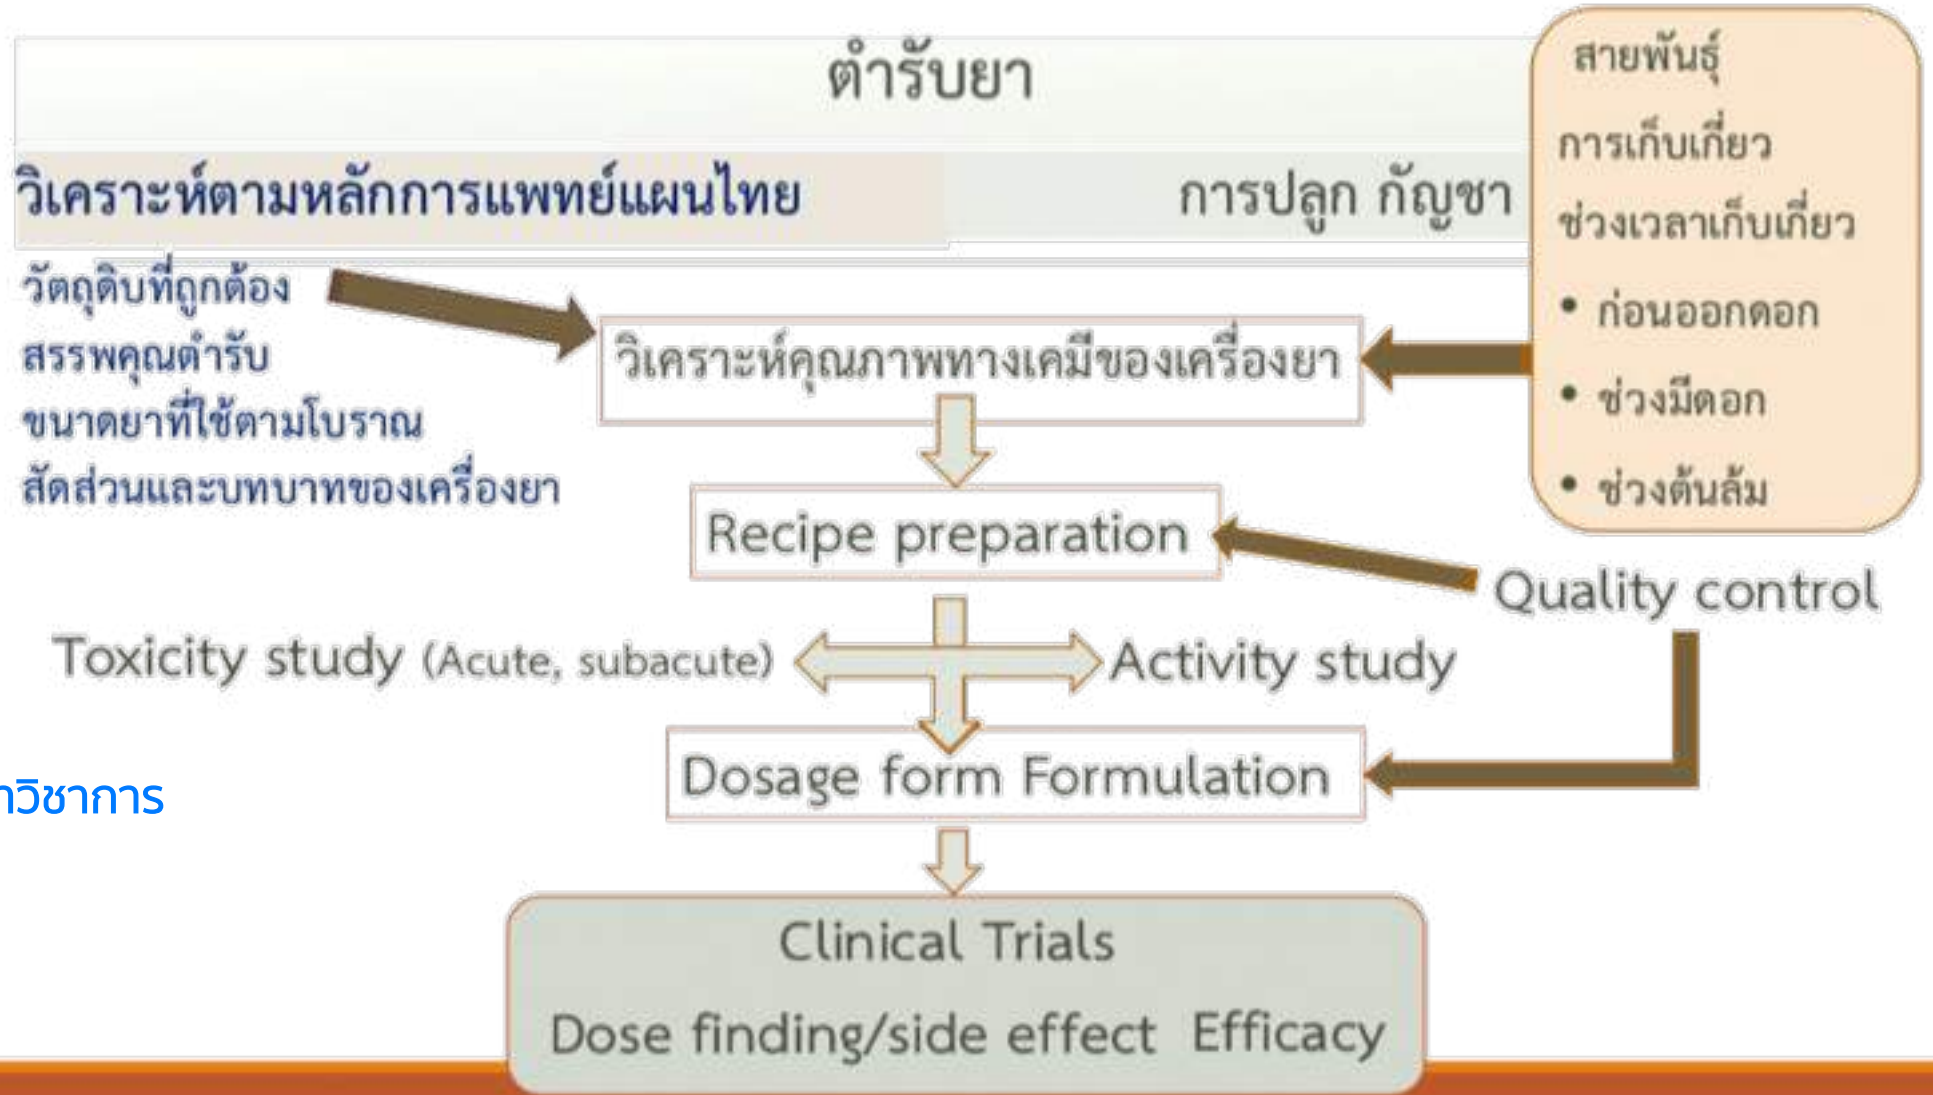 ตำรับยา
วิเคราะห์ตามหลักการแพทย์แผนไทย
การปลูก กัญชา
สายพันธุ์
การเก็บเกี่ยว
ช่วงเวลาเก็บเกี่ยว
• ก่อนออกดอก
• ช่วงมีดอก
• ช่วงต้นล้ม
วัตถุดิบที่ถูกต้อง
สรรพคุณตำรับ
ขนาดยาที่ใช้ตามโบราณ
สัดส่วนและบทบาทของเครื่องยา
วิเคราะห์คุณภาพทางเคมีของเครื่องยา
Recipe preparation
Quality control
Toxicity study (Acute, subacute)
Activity study
Dosage form Formulation
วิชาการ
Clinical Trials
Dose finding/side effect Efficacy